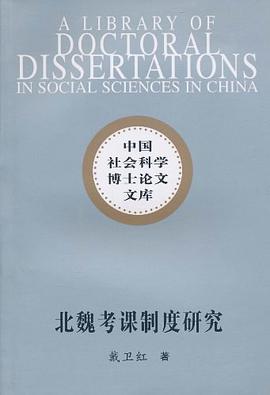 A LIBRARY OF
DOCTORAL
DISSERTATIONS
IN SOCIAL SCIENCES IN CHINA
中国
社会科学
博士论文
文库
北魏考课制度研究
戴卫红 著